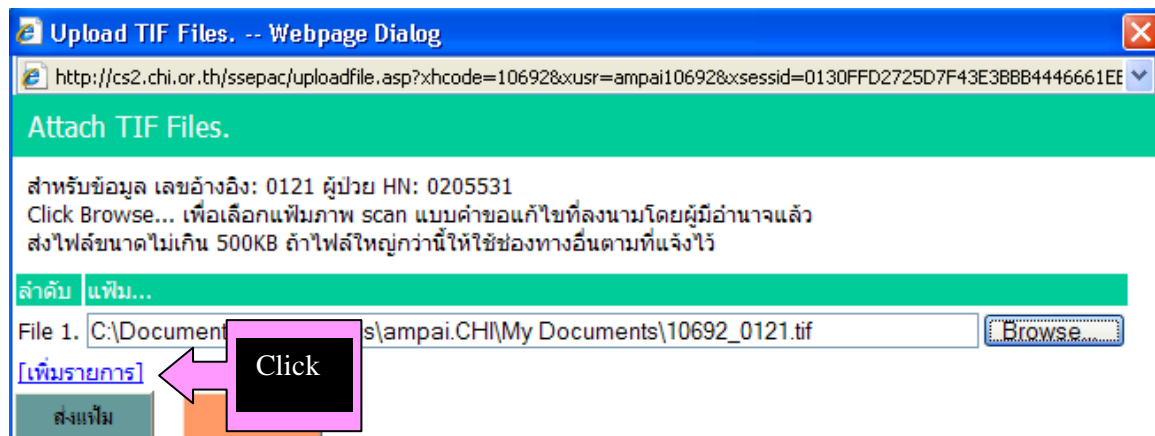 Upload TIF Files. -- Webpage Dialog
http://cs2.chi.or.th/ssepac/uploadfile.asp?xhcode=10692&xusr=ampai10692&xsessid=0130FFD2725D7F43E3BBB4446661EE
Attach TIF Files.
สำหรับข้อมูล เลขอ้างอิง: 0121 ผู้ป่วย HN: 0205531
Click Browse... เพื่อเลือกแฟ้มภาพ scan แบบคำขอแก้ไขที่ลงนามโดยผู้มีอำนาจแล้ว
ส่งไฟล์ขนาดไม่เกิน 500KB ถ้าไฟล์ใหญ่กว่านี้ให้ใช้ช่องทางอื่นตามที่แจ้งไว้
ลำดับ แฟ้ม...
File 1. C:\Document s\ampai.CHI\My Documents\10692_0121.tif Browse...
[เพิ่มรายการ] Click
ส่งแฟ้ม